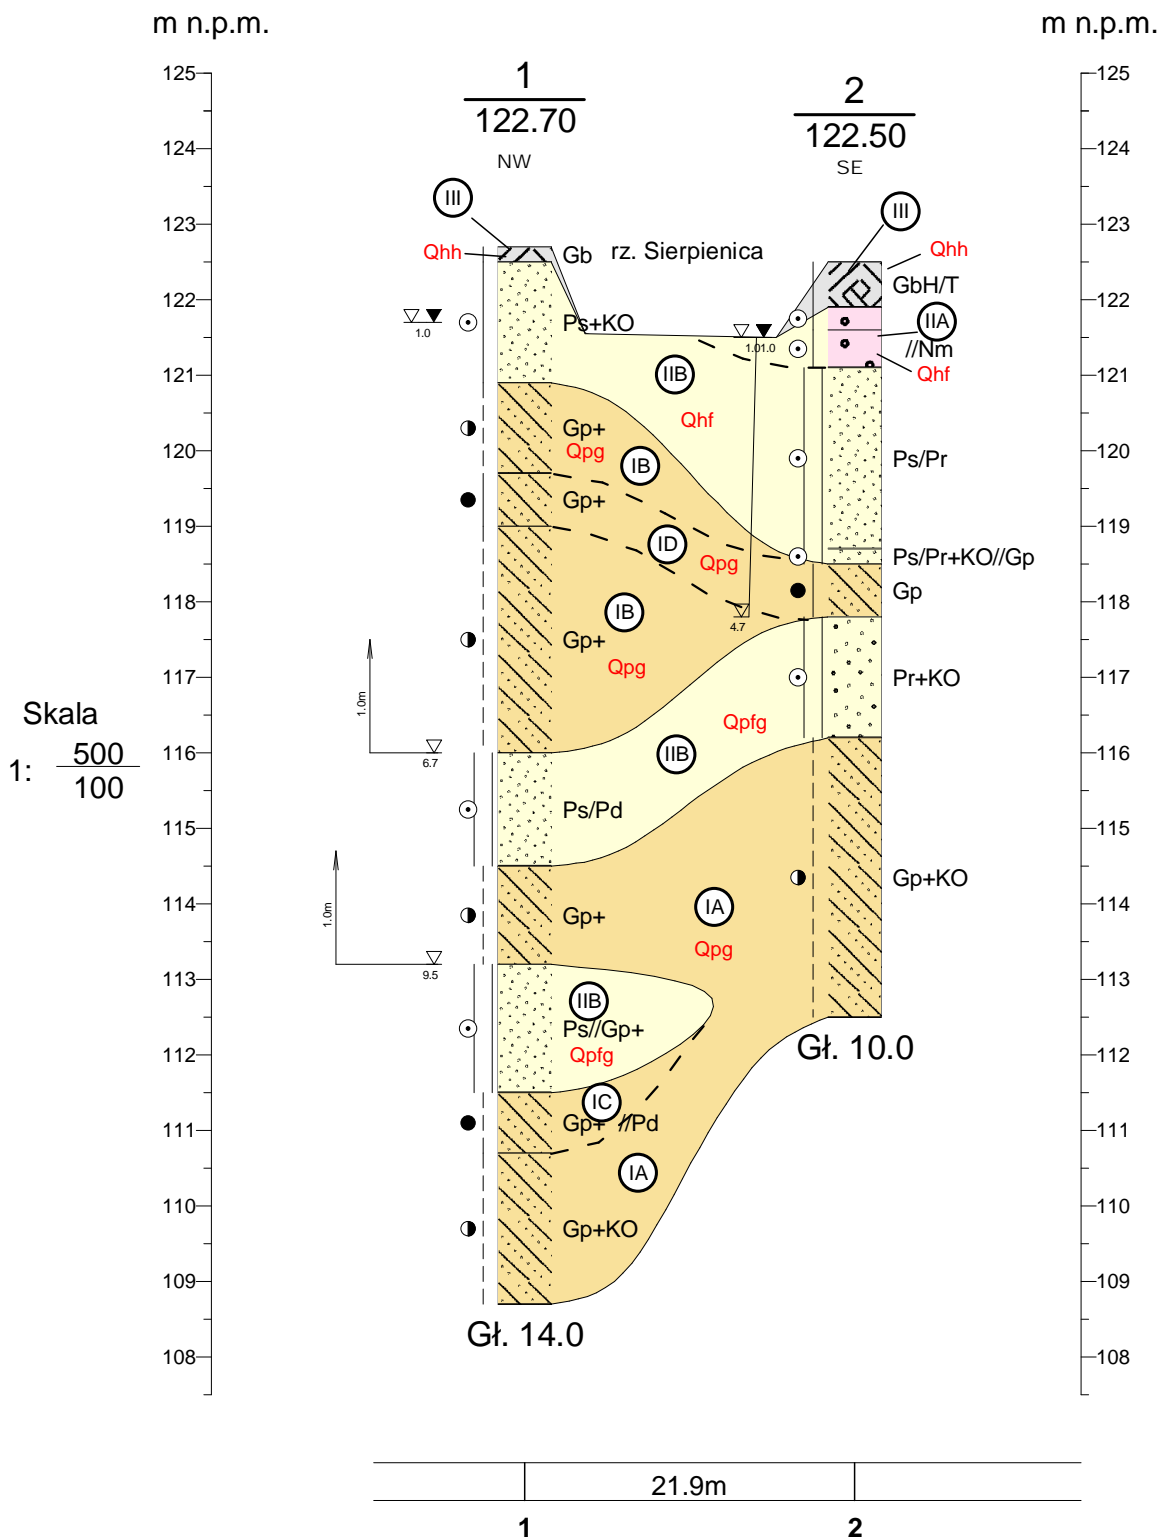 m n.p.m.
m n.p.m.
125
125
1
122.70
NW
2
122.50
SE
124
124
123
123
III
III
Qhh
Gb
rz. Sierpienica
Qhh
GbH/T
122
122
1.0
Ps+KO
1.01.0
IIA
//Nm
Qhf
121
121
IIB
Qhf
Gp+
Qpg
120
120
IB
Ps/Pr
Gp+
119
119
ID
Qpg
Ps/Pr+KO//Gp
Gp
118
118
IB
4.7
Gp+
Qpg
117
117
Pr+KO
1.0m
Qpfg
Skala
1: 500
100
116
116
6.7
IIB
115
115
Ps/Pd
Gp+KO
114
114
1.0m
Gp+
IA
Qpg
113
113
9.5
IIB
Ps//Gp+
Qpfg
Gł. 10.0
112
112
IC
111
111
Gp+ //Pd
IA
110
110
Gp+KO
109
109
Gł. 14.0
108
108
21.9m
1
2